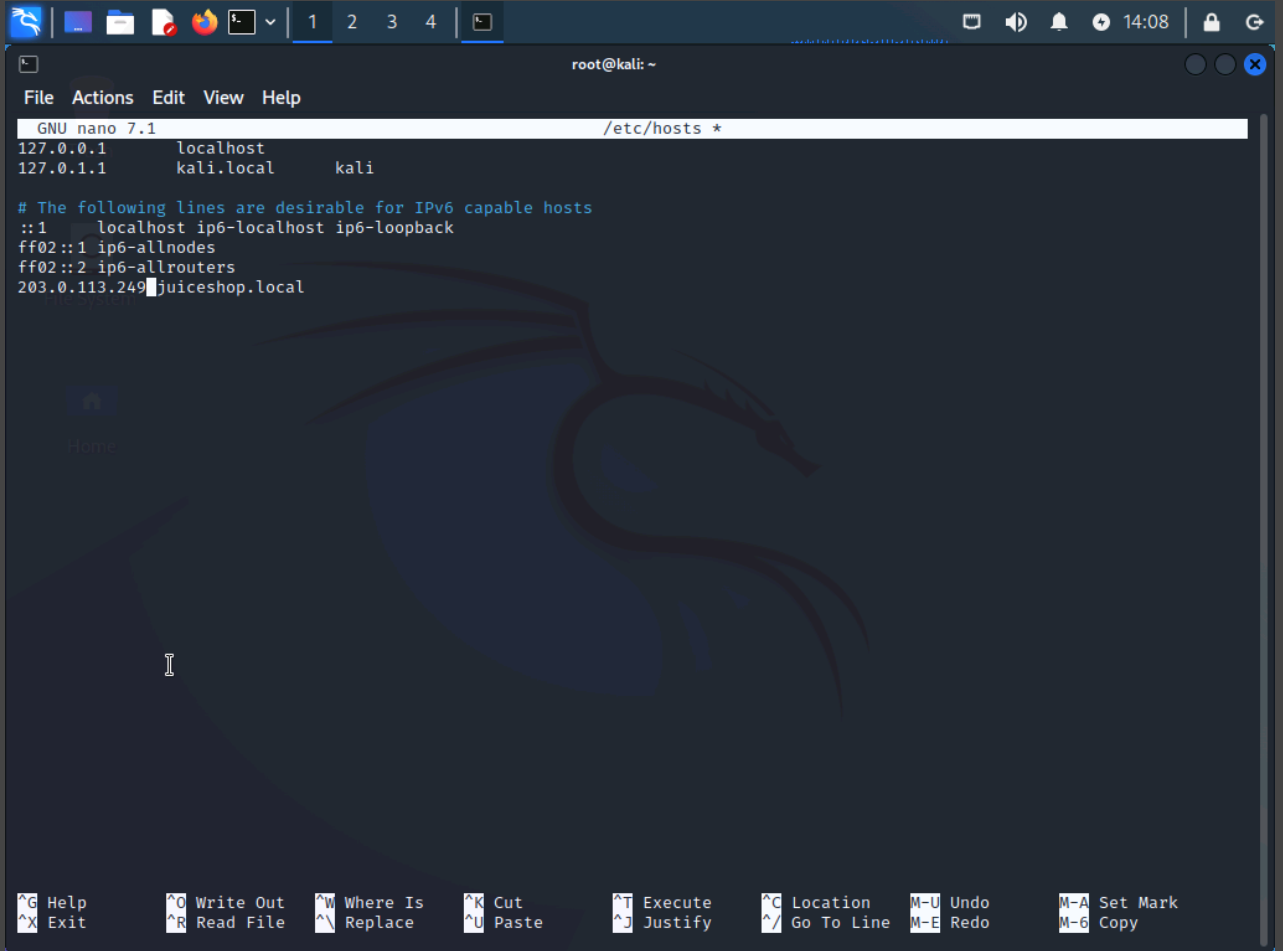 1 2 3 4 14:08
root@kali: ~
File Actions Edit View Help
GNU nano 7.1 /etc/hosts *
127.0.0.1 localhost
127.0.1.1 kali.local kali
# The following lines are desirable for IPv6 capable hosts
::1 localhost ip6-localhost ip6-loopback
ff02::1 ip6-allnodes
ff02::2 ip6-allrouters
203.0.113.249 juiceshop.local
File System
Home
^G Help ^O Write Out ^W Where Is ^K Cut ^T Execute ^C Location M-U Undo M-A Set Mark
^X Exit ^R Read File ^\ Replace ^U Paste ^J Justify ^/ Go To Line M-E Redo M-6 Copy